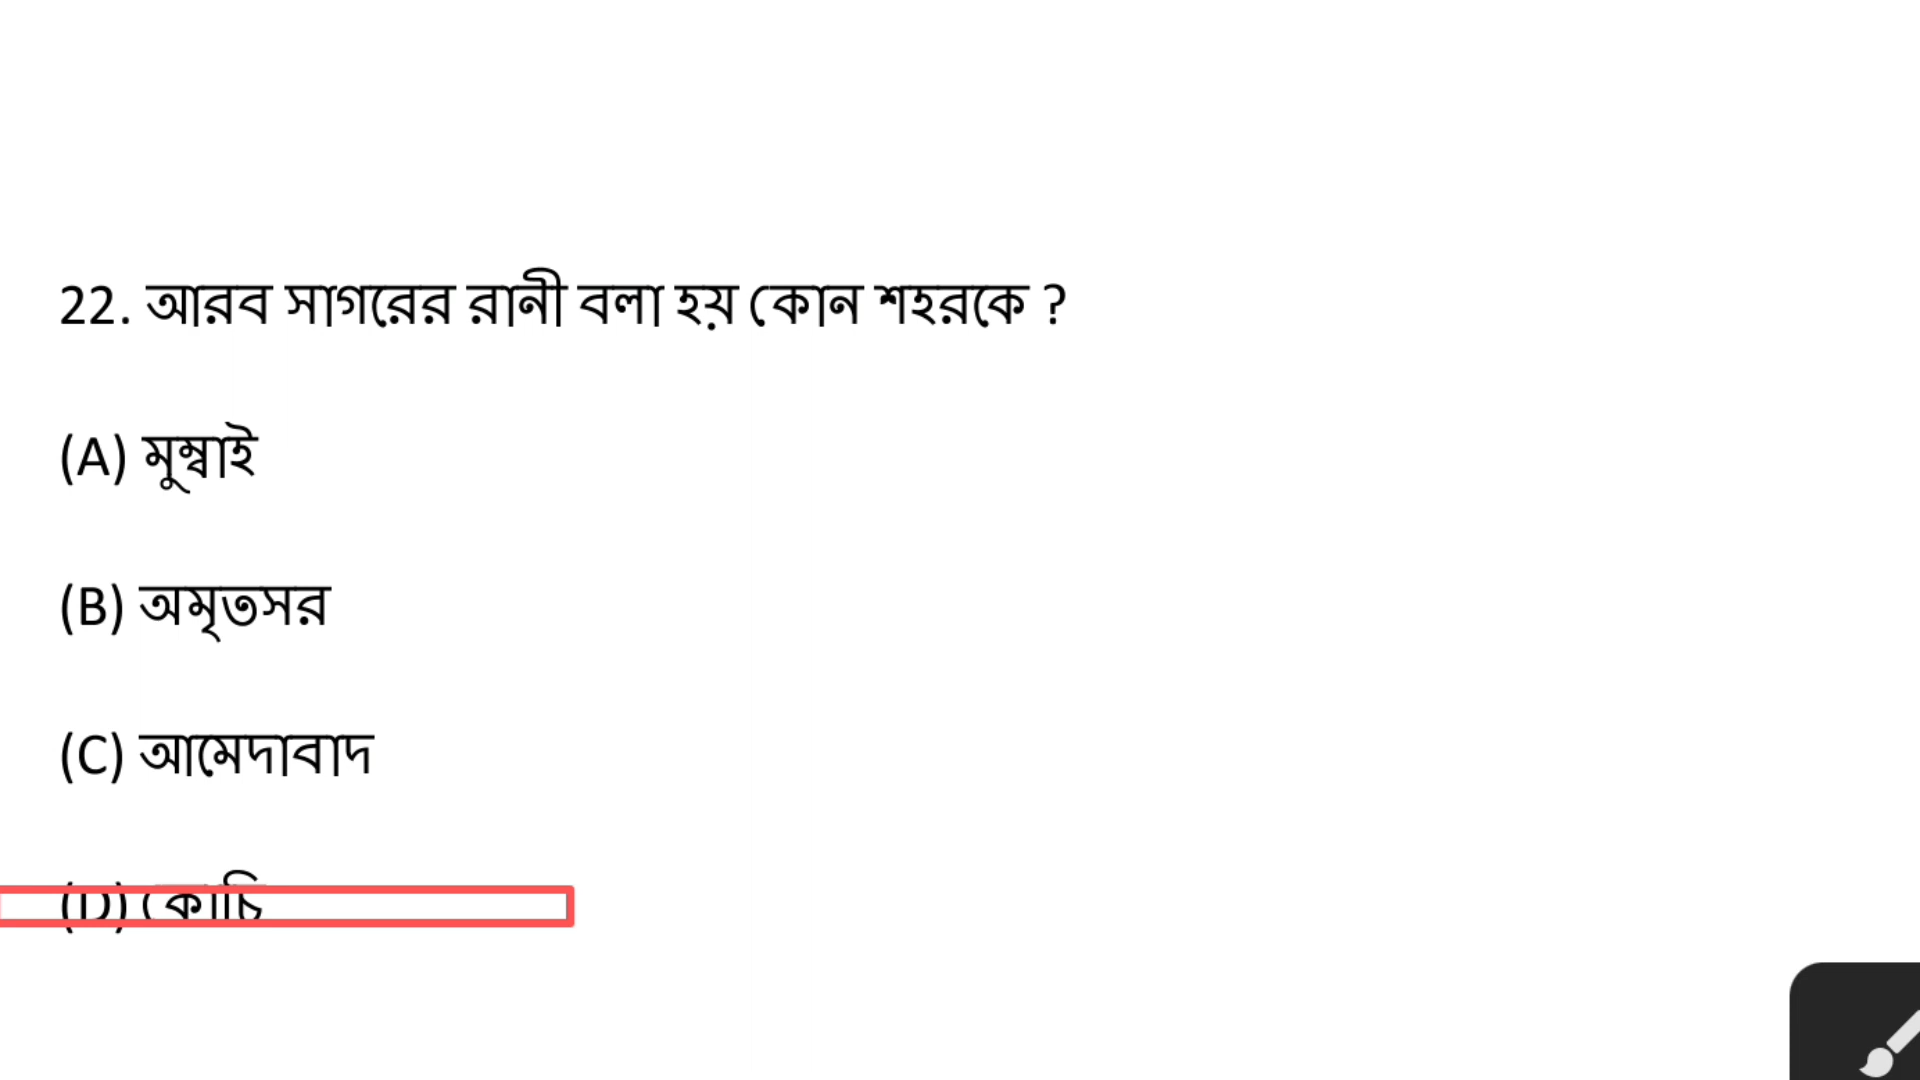 22. আরব সাগরের রানী বলা হয় কোন শহরকে ?
(A) মুম্বাই
(B) অমৃতসর
(C) আমেদাবাদ
(D) কোচি